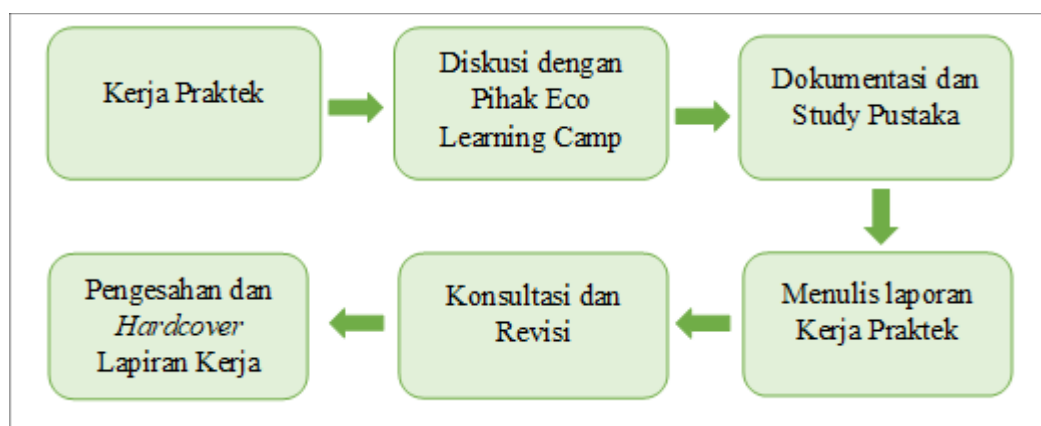 Kerja Praktek
Diskusi dengan
Pihak Eco
Learning Camp
Dokumentasi dan
Study Pustaka
Menulis laporan
Kerja Praktek
Konsultasi dan
Revisi
Pengesahan dan
Hardcover
Lapiran Kerja